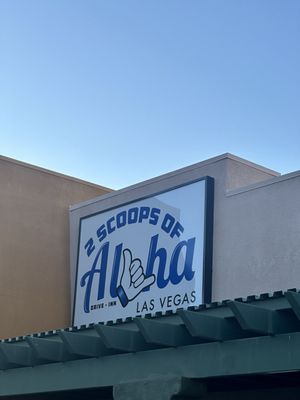 2 SCOOPS OF
Aloha
DRIVE - INN
LAS VEGAS